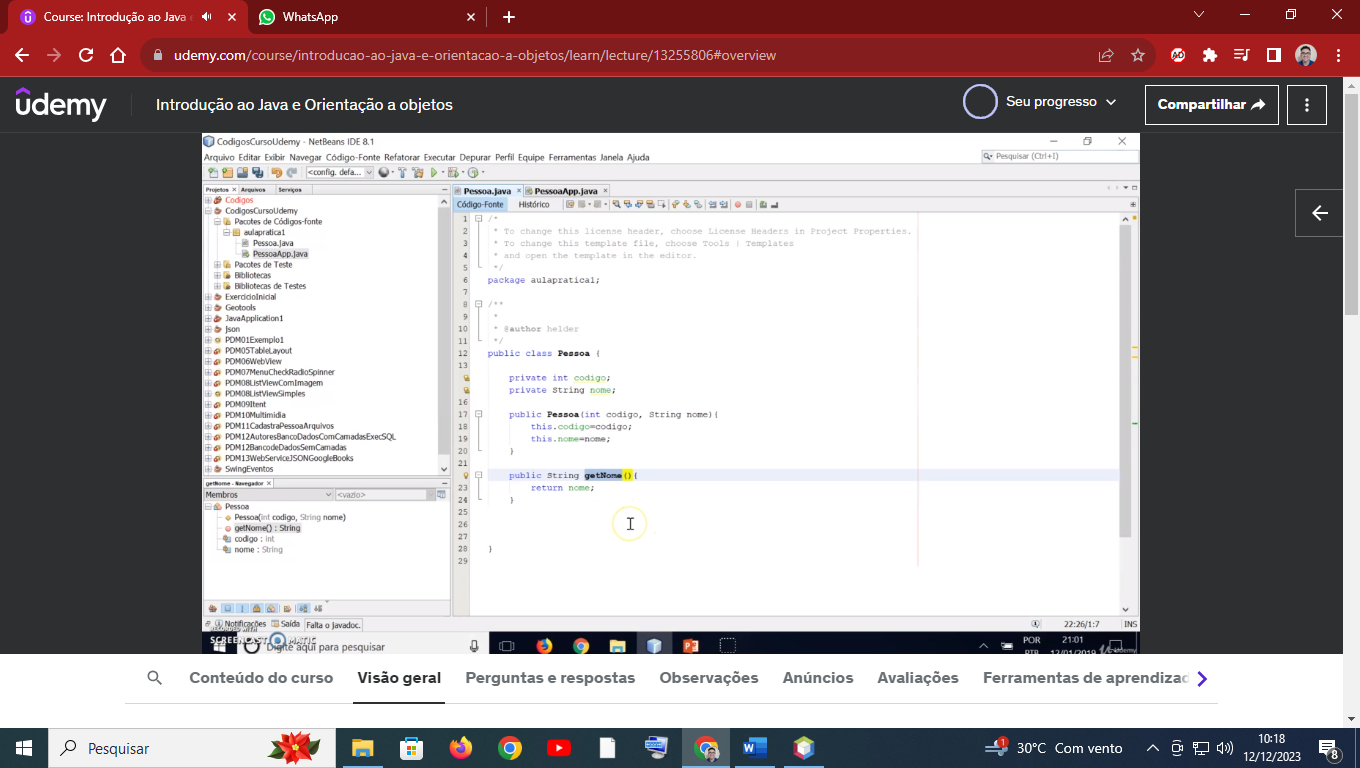 Course: Introdução ao Java e
WhatsApp
udemy.com/course/introducao-ao-java-e-orientacao-a-objetos/learn/lecture/13255806#overview
ûdemy
Introdução ao Java e Orientação a objetos
Seu progresso
Compartilhar
CodigosCursoUdemy - NetBeans IDE 8.1
Arquivo Editar Exibir Navegar Código-Fonte Refatorar Executar Depurar Perfil Equipe Ferramentas Janela Ajuda
Pesquisar (Ctrl+I)
<config. defa...
Projetos Arquivos Serviços
Codigos
CodigosCursoUdemy
Pacotes de Códigos-fonte
aulapratica1
Pessoa.java
PessoaApp.java
Pacotes de Teste
Bibliotecas
Bibliotecas de Testes
ExercicioInicial
Geotools
JavaApplication1
Json
PDM01Exemplo1
PDM05TableLayout
PDM06WebView
PDM07MenuCheckRadioSpinner
PDM08ListViewComImagem
PDM08ListViewSimples
PDM09Itent
PDM10Multimidia
PDM11CadastraPessoaArquivos
PDM12AutoresBancoDadosComCamadasExecSQL
PDM12BancodeDadosSemCamadas
PDM13WebServiceJSONGoogleBooks
SwingEventos
getNome - Navegador
Membros <vazio>
Pessoa
Pessoa(int codigo, String nome)
getNome() : String
codigo : int
nome : String
Pessoa.java PessoaApp.java
Código-Fonte Histórico
1 /*
2 * To change this license header, choose License Headers in Project Properties.
3 * To change this template file, choose Tools | Templates
4 * and open the template in the editor.
5 */
6 package aulapratica1;
7
8 /**
9 *
10 * @author helder
11 */
12 public class Pessoa {
13
private int codigo;
private String nome;
16
17 public Pessoa(int codigo, String nome){
18 this.codigo=codigo;
19 this.nome=nome;
20 }
21
public String getNome(){
23 return nome;
24 }
25
26
27
28 }
29
Notificações Saída Falta o Javadoc.
22:26/1:7 INS
RECORDED WITH
SCREENCAST MATIC
Digite aqui para pesquisar
POR
PTB
21:01
12/01/2019
Udemy
Conteúdo do curso Visão geral Perguntas e respostas Observações Anúncios Avaliações Ferramentas de aprendizad
Pesquisar
30°C Com vento
10:18
12/12/2023
8